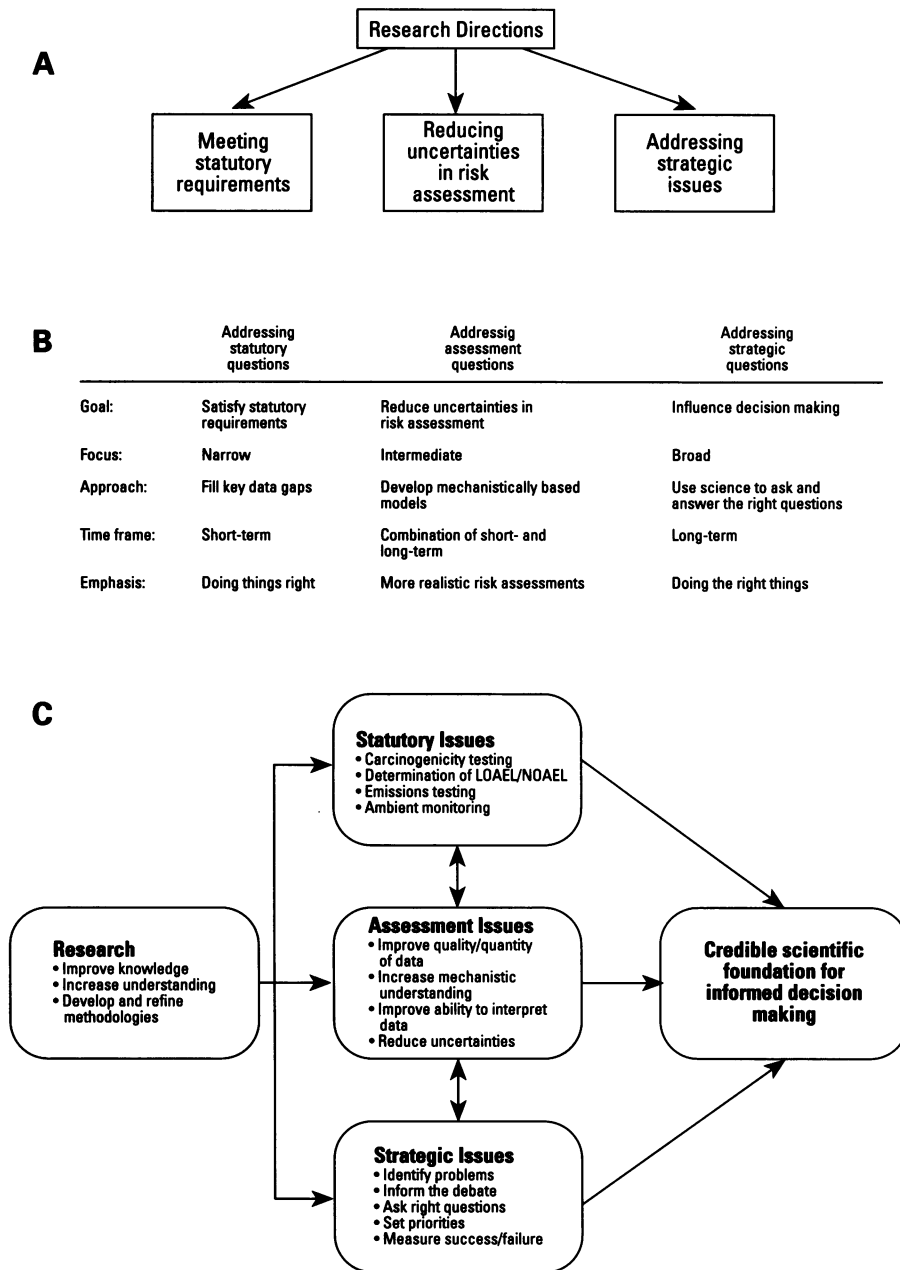 A
Research Directions
Meeting
statutory
requirements
Reducing
uncertainties
in risk
assessment
Addressing
strategic
issues
B
Addressing
statutory
questions
Addressig
assessment
questions
Addressing
strategic
questions
Goal:
Satisfy statutory
requirements
Reduce uncertainties in
risk assessment
Influence decision making
Focus:
Narrow
Intermediate
Broad
Approach:
Fill key data gaps
Develop mechanistically based
models
Use science to ask and
answer the right questions
Time frame:
Short-term
Combination of short- and
long-term
Long-term
Emphasis:
Doing things right
More realistic risk assessments
Doing the right things
C
Research
• Improve knowledge
• Increase understanding
• Develop and refine
methodologies
Statutory Issues
• Carcinogenicity testing
• Determination of LOAEL/NOAEL
• Emissions testing
• Ambient monitoring
Assessment Issues
• Improve quality/quantity
of data
• Increase mechanistic
understanding
• Improve ability to interpret
data
• Reduce uncertainties
Strategic Issues
• Identify problems
• Inform the debate
• Ask right questions
• Set priorities
• Measure success/failure
Credible scientific
foundation for
informed decision
making